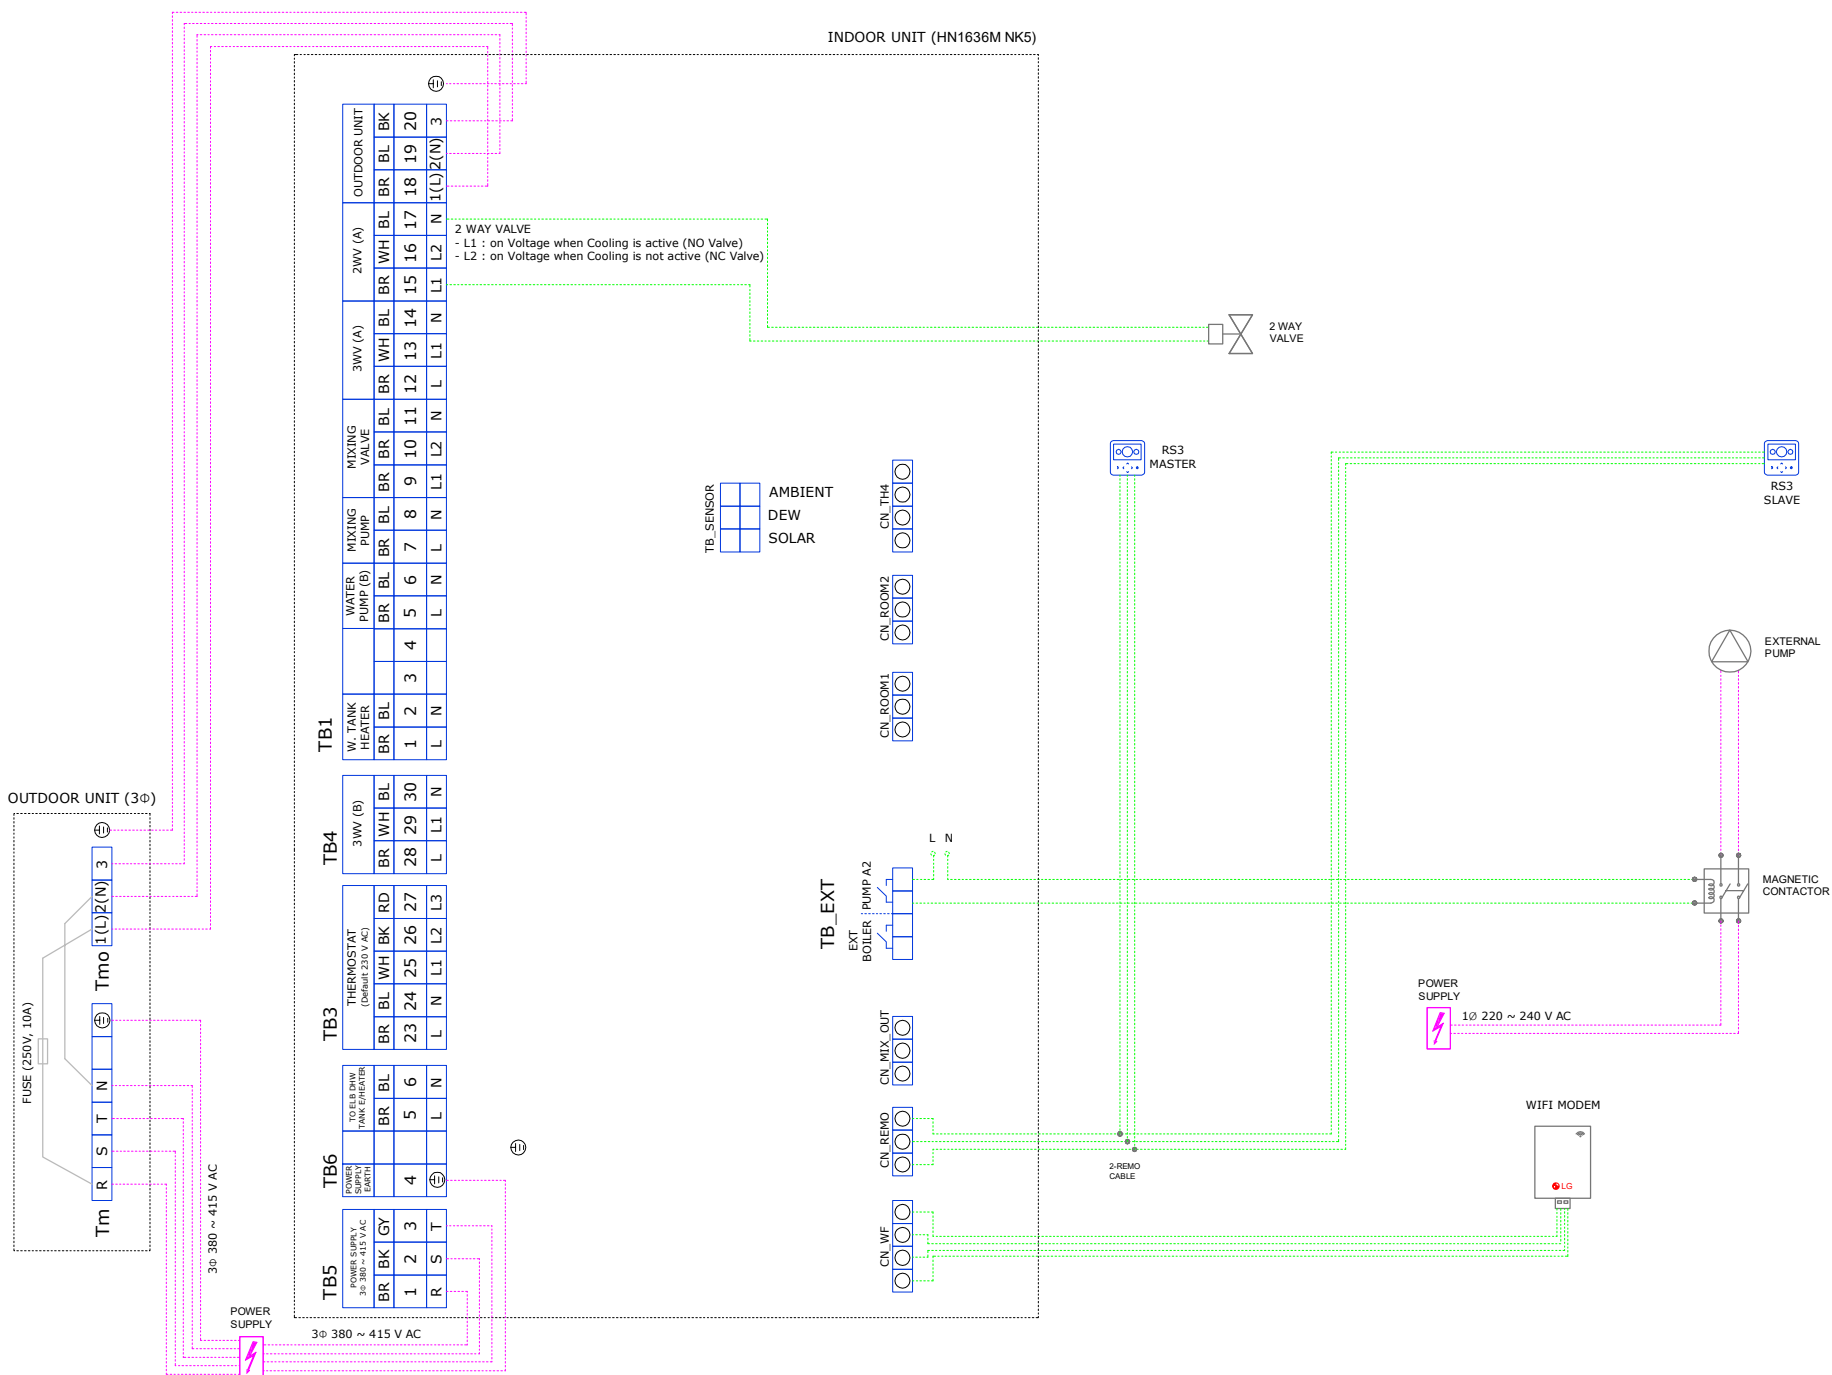 INDOOR UNIT (HN1636M NK5)
OUTDOOR UNIT
BK 20 3
BL 19 2(N)
BR 18 1(L)
2WV (A)
BL 17 N
WH 16 L2
BR 15 L1
2 WAY VALVE
- L1 : on Voltage when Cooling is active (NO Valve)
- L2 : on Voltage when Cooling is not active (NC Valve)
3WV (A)
BL 14 N
WH 13 L1
BR 12 L
MIXING
VALVE
BL 11 N
BR 10 L2
BR 9 L1
MIXING
PUMP
BL 8 N
BR 7 L
WATER
PUMP (B)
BL 6 N
BR 5 L
4
3
W. TANK
HEATER
BL 2 N
BR 1 L
TB1
3WV (B)
BL 30 N
WH 29 L1
BR 28 L
TB4
THERMOSTAT
(Default 230 V AC)
RD 27 L3
BK 26 L2
WH 25 L1
BL 24 N
BR 23 L
TB3
TO ELB DHW
TANK E/HEATER
BL 6 N
BR 5 L
POWER
SUPPLY
EARTH
4
TB6
POWER SUPPLY
3Φ 380 ~ 415 V AC
GY 3 T
BK 2 S
BR 1 R
TB5
OUTDOOR UNIT (3Φ)
3
2(N)
1(L)
Tmo
N
T
S
R
Tm
FUSE (250V, 10A)
3Φ 380 ~ 415 V AC
POWER
SUPPLY
3Φ 380 ~ 415 V AC
TB_SENSOR
AMBIENT
DEW
SOLAR
CN_TH4
CN_ROOM2
CN_ROOM1
L N
TB_EXT
PUMP A2
EXT
BOILER
CN_MIX_OUT
CN_REMO
CN_WF
2 WAY
VALVE
RS3
MASTER
RS3
SLAVE
EXTERNAL
PUMP
MAGNETIC
CONTACTOR
POWER
SUPPLY
1Ø 220 ~ 240 V AC
2-REMO
CABLE
WIFI MODEM
LG